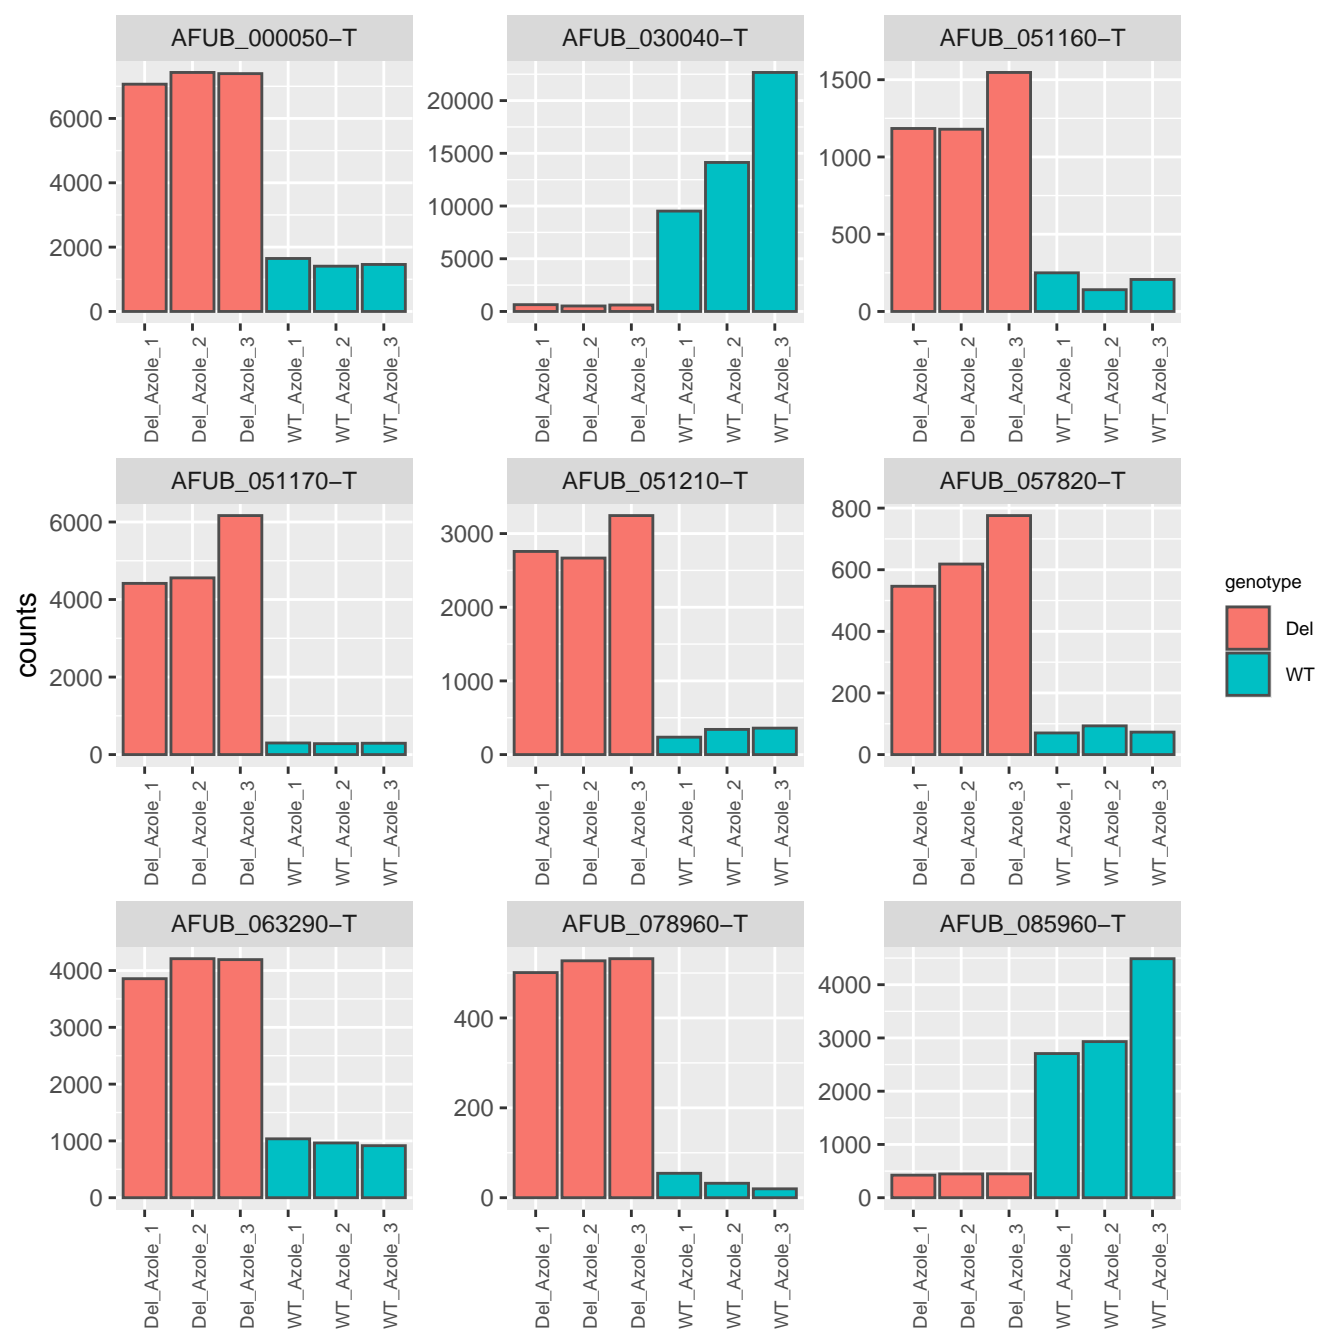 AFUB_000050−T
AFUB_030040−T
AFUB_051160−T
6000
4000
2000
0
20000
15000
10000
5000
0
1500
1000
500
0
Del_Azole_1
Del_Azole_2
Del_Azole_3
WT_Azole_1
WT_Azole_2
WT_Azole_3
Del_Azole_1
Del_Azole_2
Del_Azole_3
WT_Azole_1
WT_Azole_2
WT_Azole_3
Del_Azole_1
Del_Azole_2
Del_Azole_3
WT_Azole_1
WT_Azole_2
WT_Azole_3
counts
AFUB_051170−T
AFUB_051210−T
AFUB_057820−T
6000
4000
2000
0
3000
2000
1000
0
800
600
400
200
0
Del_Azole_1
Del_Azole_2
Del_Azole_3
WT_Azole_1
WT_Azole_2
WT_Azole_3
Del_Azole_1
Del_Azole_2
Del_Azole_3
WT_Azole_1
WT_Azole_2
WT_Azole_3
Del_Azole_1
Del_Azole_2
Del_Azole_3
WT_Azole_1
WT_Azole_2
WT_Azole_3
genotype
Del
WT
AFUB_063290−T
AFUB_078960−T
AFUB_085960−T
4000
3000
2000
1000
0
400
200
0
4000
3000
2000
1000
0
Del_Azole_1
Del_Azole_2
Del_Azole_3
WT_Azole_1
WT_Azole_2
WT_Azole_3
Del_Azole_1
Del_Azole_2
Del_Azole_3
WT_Azole_1
WT_Azole_2
WT_Azole_3
Del_Azole_1
Del_Azole_2
Del_Azole_3
WT_Azole_1
WT_Azole_2
WT_Azole_3